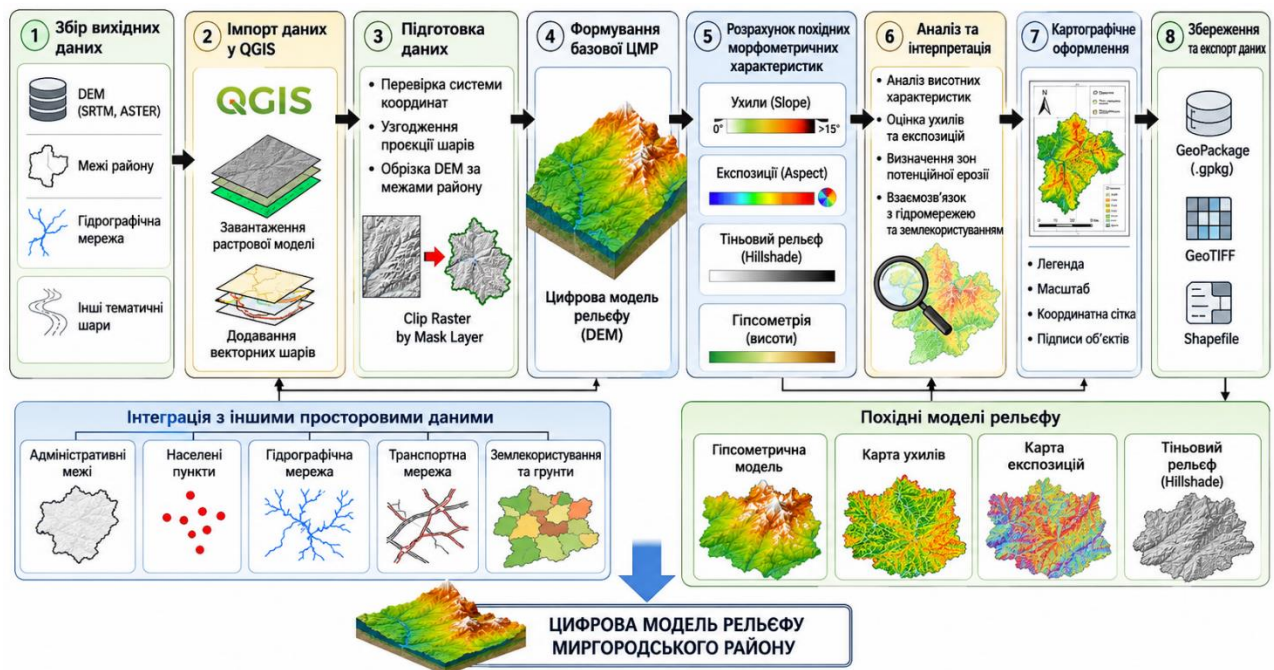 1 Збір вихідних
даних
DEM
(SRTM, ASTER)
Межі району
Гідрографічна
мережа
Інші тематичні
шари
2 Імпорт даних
у QGIS
QGIS
Завантаження
растрової моделі
Додавання
векторних шарів
3 Підготовка
даних
• Перевірка системи
координат
• Узгодження
проєкції шарів
• Обрізка DEM за
межами району
Clip Raster
by Mask Layer
4 Формування
базової ЦМР
Цифрова модель
рельєфу
(DEM)
5 Розрахунок похідних
морфометричних
характеристик
Ухили (Slope)
0° >15°
Експозиції (Aspect)
Тіньовий рельєф
(Hillshade)
Гіпсометрія
(висоти)
6 Аналіз та
інтерпретація
• Аналіз висотних
характеристик
• Оцінка ухилів
та експозицій
• Визначення зон
потенційної ерозії
• Взаємозв’язок
з гідромережею
та землекористуванням
7 Картографічне
оформлення
N
• Легенда
• Масштаб
• Координатна сітка
• Підписи об’єктів
8 Збереження
та експорт даних
GeoPackage
(.gpkg)
GeoTIFF
Shapefile
Інтеграція з іншими просторовими даними
Адміністративні
межі
Населені
пункти
Гідрографічна
мережа
Транспортна
мережа
Землекористування
та грунти
Похідні моделі рельєфу
Гіпсометрична
модель
Карта ухилів
Карта
експозицій
Тіньовий
рельєф
(Hillshade)
ЦИФРОВА МОДЕЛЬ РЕЛЬЄФУ
МИРГОРОДСЬКОГО РАЙОНУ